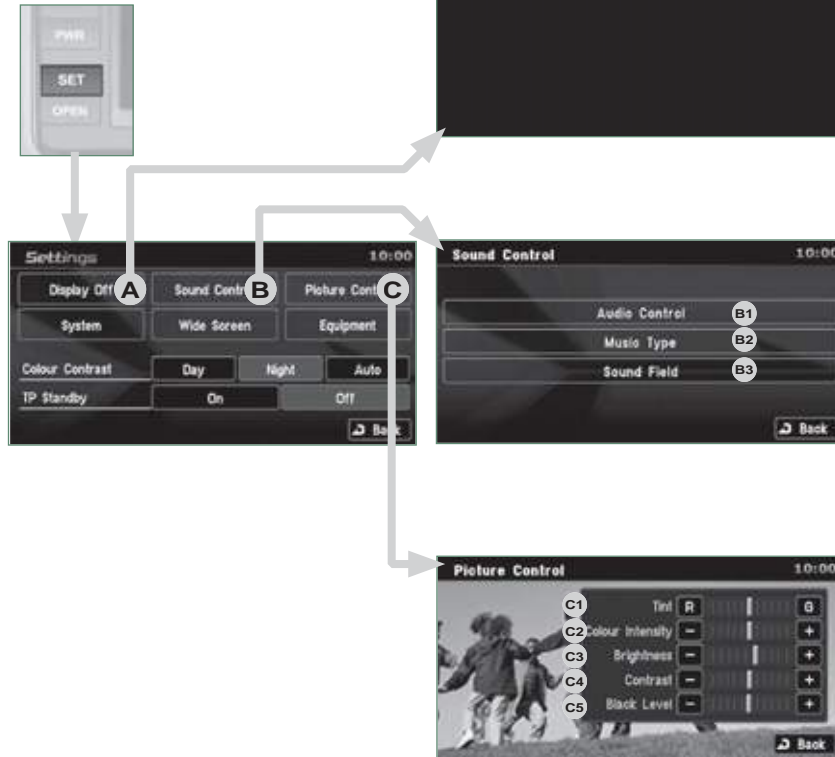 PWR
SET
OPEN
Settings 10:00
Display Off A Sound Contr B Picture Cont C
System Wide Screen Equipment
Colour Contrast Day Night Auto
TP Standby On Off
Back
Sound Control 10:00
Audio Control B1
Music Type B2
Sound Field B3
Back
Picture Control 10:00
C1 Tint R G
C2 Colour Intensity - +
C3 Brightness - +
C4 Contrast - +
C5 Black Level - +
Back